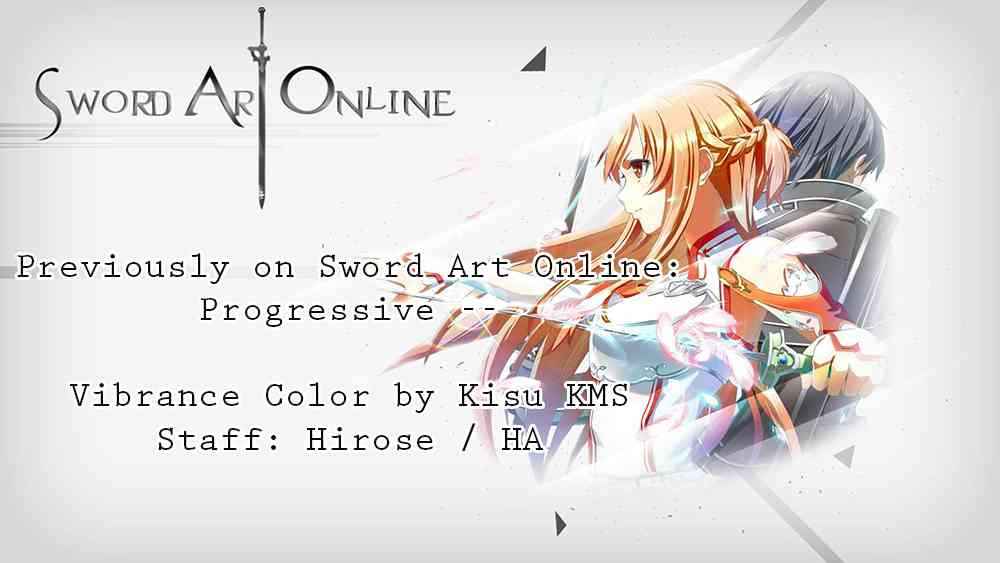 SWORD ART ONLINE
Previously on Sword Art Online:
Progressive --
Vibrance Color by Kisu KMS
Staff: Hirose / HA